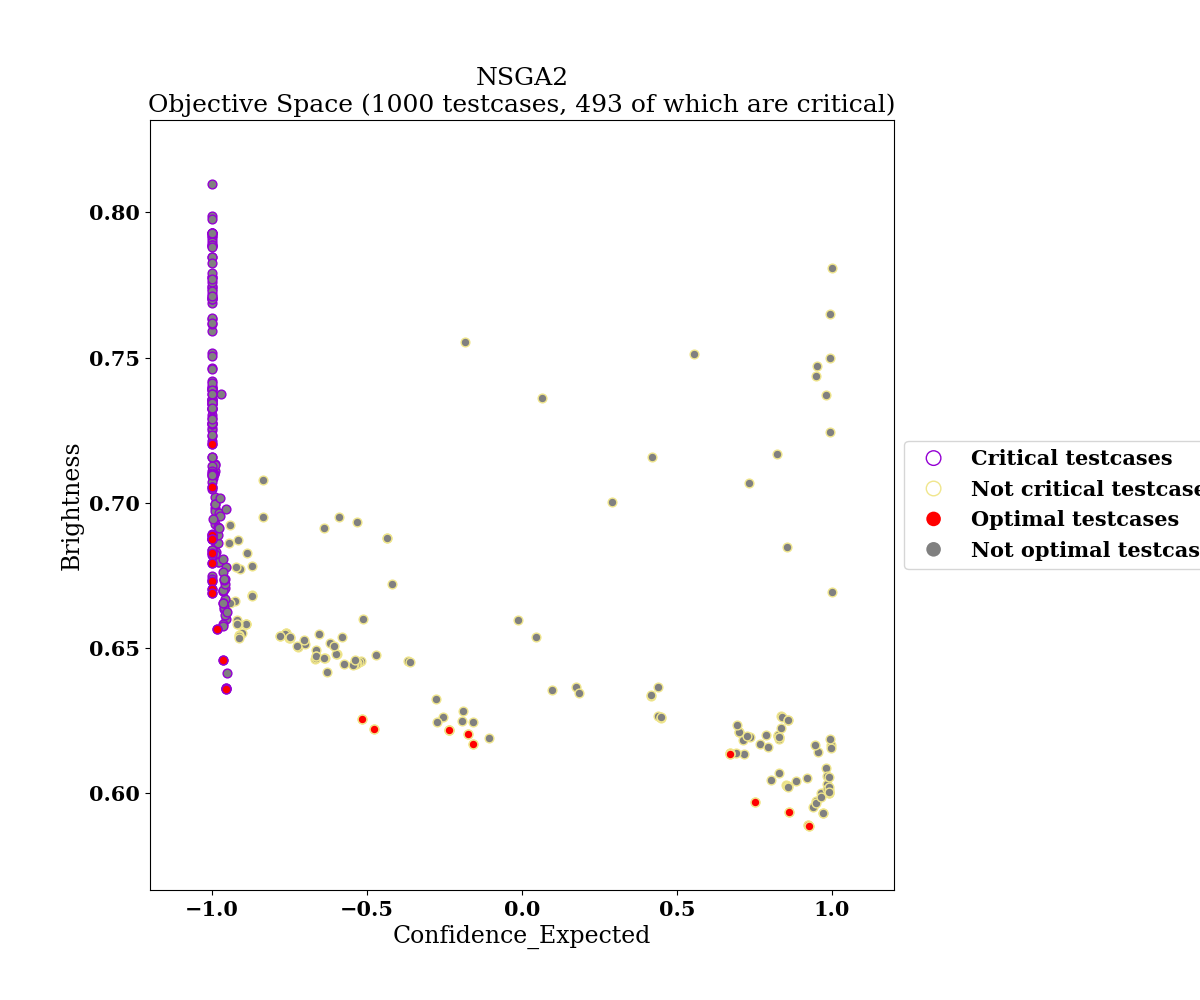 NSGA2
Objective Space (1000 testcases, 493 of which are critical)
0.80
0.75
0.70
0.65
0.60
Brightness
−1.0
−0.5
0.0
0.5
1.0
Confidence_Expected
Critical testcases
Not critical testcase
Optimal testcases
Not optimal testcas